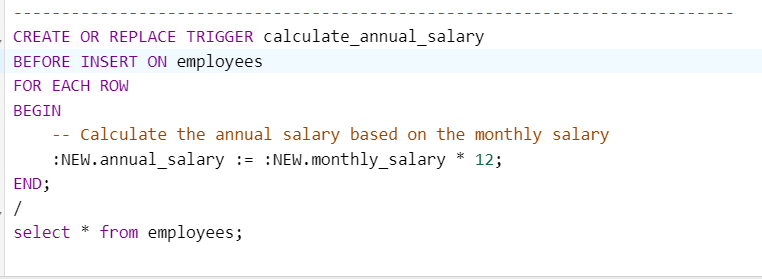 --------------------------------------------------------------------------
CREATE OR REPLACE TRIGGER calculate_annual_salary
BEFORE INSERT ON employees
FOR EACH ROW
BEGIN
    -- Calculate the annual salary based on the monthly salary
    :NEW.annual_salary := :NEW.monthly_salary * 12;
END;
/
select * from employees;